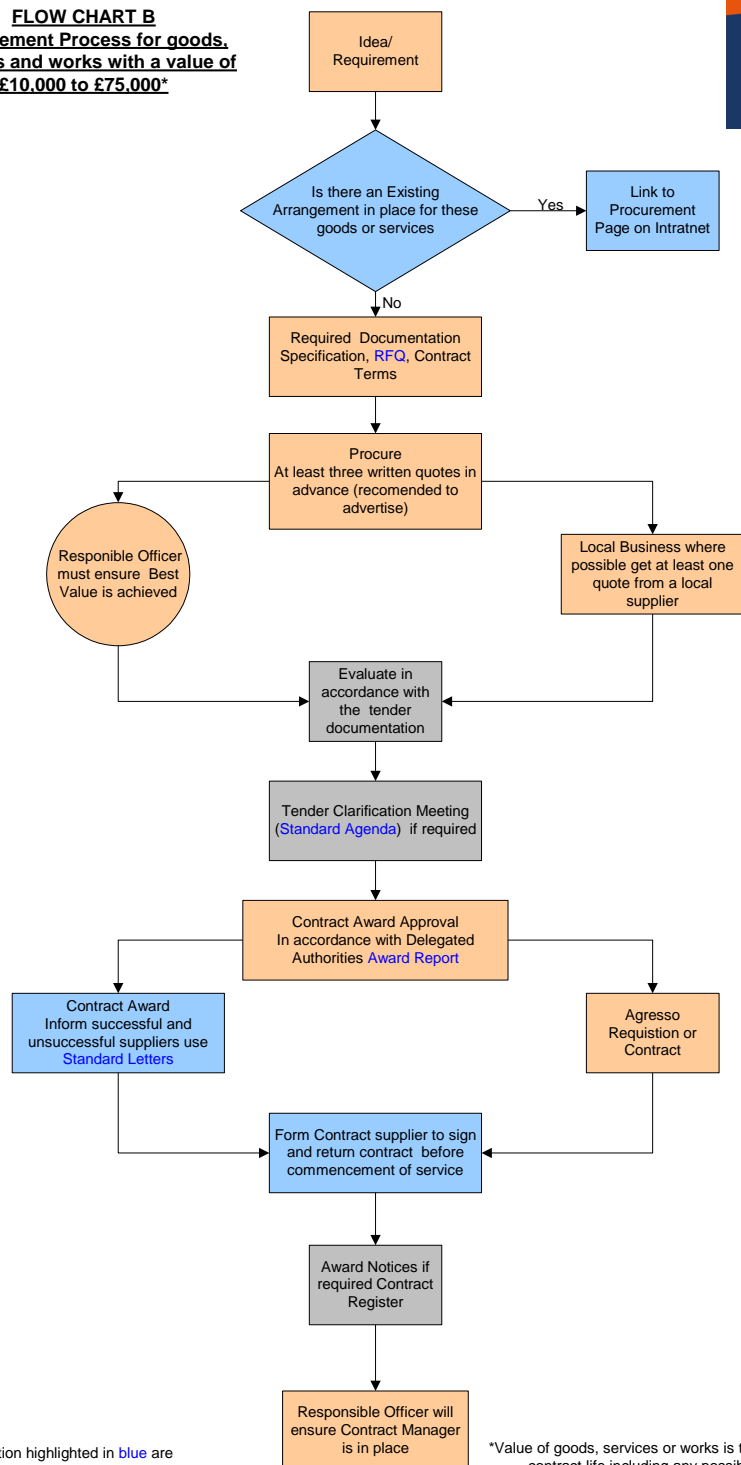 FLOW CHART B
ement Process for goods,
s and works with a value of
£10,000 to £75,000*
Idea/
Requirement
Is there an Existing
Arrangement in place for these
goods or services
Yes
Link to
Procurement
Page on Intratnet
No
Required Documentation
Specification, RFQ, Contract
Terms
Procure
At least three written quotes in
advance (recomended to
advertise)
Responible Officer
must ensure Best
Value is achieved
Local Business where
possible get at least one
quote from a local
supplier
Evaluate in
accordance with
the tender
documentation
Tender Clarification Meeting
(Standard Agenda) if required
Contract Award Approval
In accordance with Delegated
Authorities Award Report
Contract Award
Inform successful and
unsuccessful suppliers use
Standard Letters
Agresso
Requistion or
Contract
Form Contract supplier to sign
and return contract before
commencement of service
Award Notices if
required Contract
Register
Responsible Officer will
ensure Contract Manager
is in place
tion highlighted in blue are
*Value of goods, services or works is t
contract life including any possib